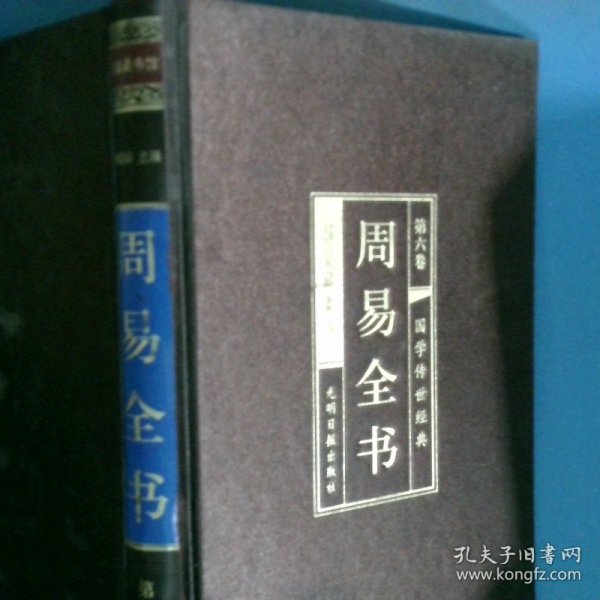 周易全书
第
第六卷
国学传世经典
周易全书
光明日报出版社
孔夫子旧书网
www.kongfz.com